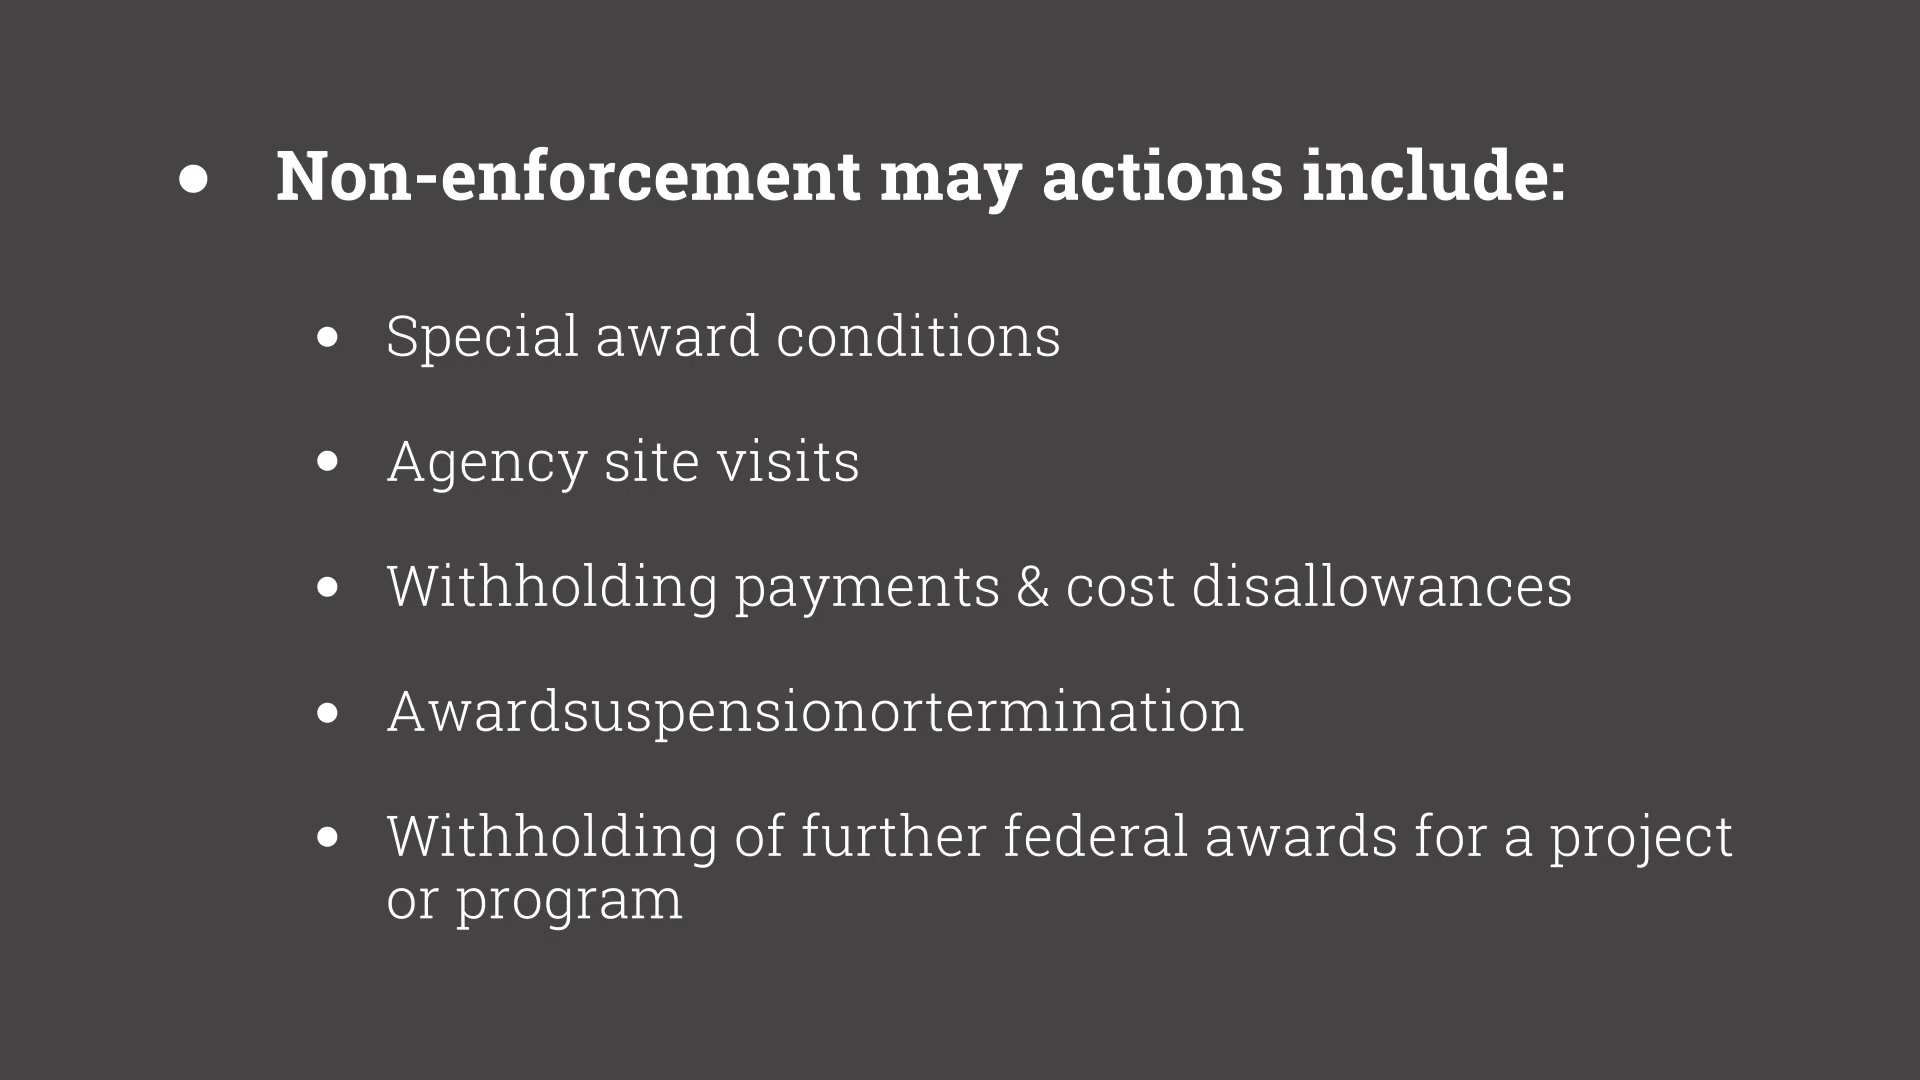 • Non-enforcement may actions include:
• Special award conditions
• Agency site visits
• Withholding payments & cost disallowances
• Awardsuspensionortermination
• Withholding of further federal awards for a project
or program